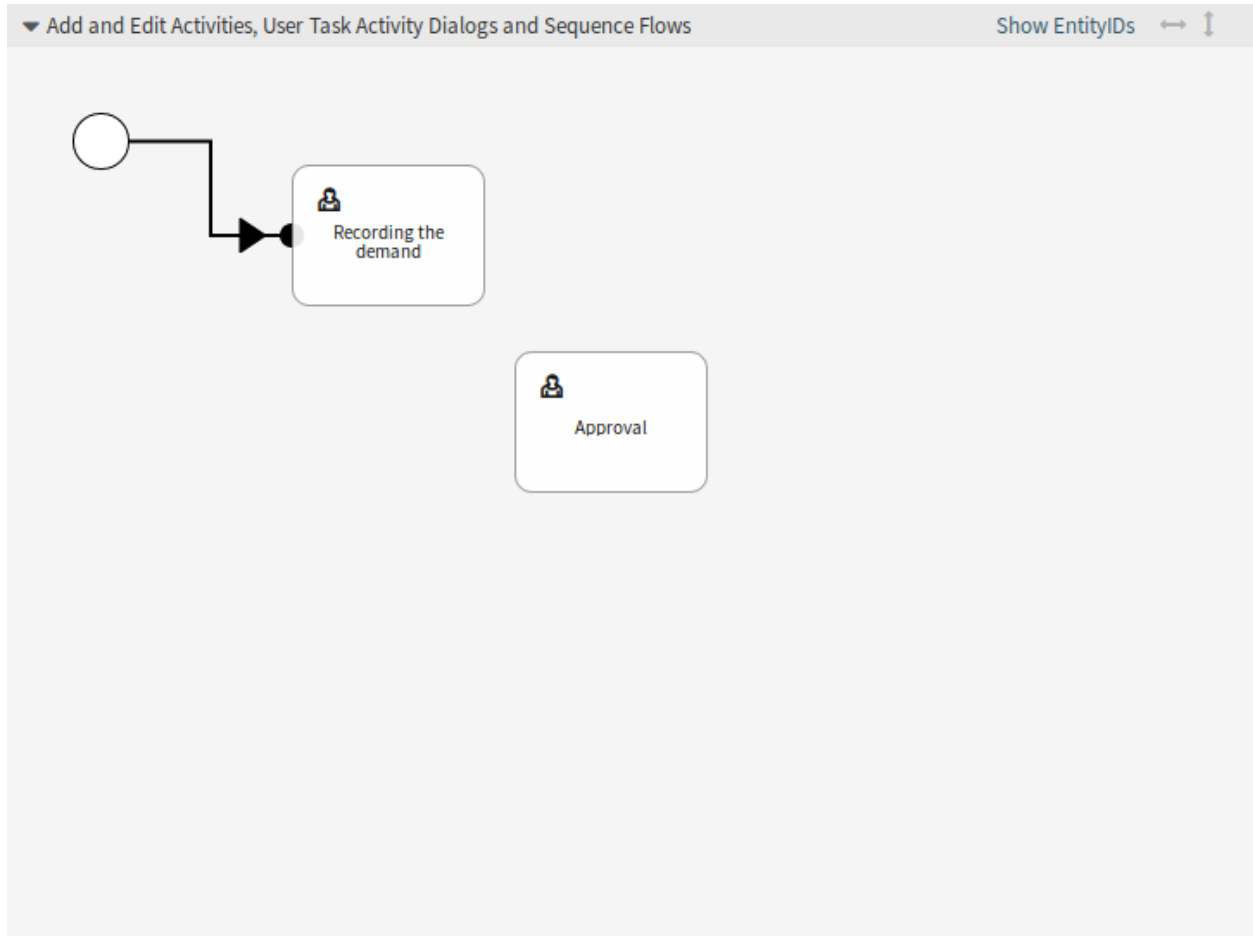 Add and Edit Activities, User Task Activity Dialogs and Sequence Flows
Show EntityIDs
Recording the
demand
Approval